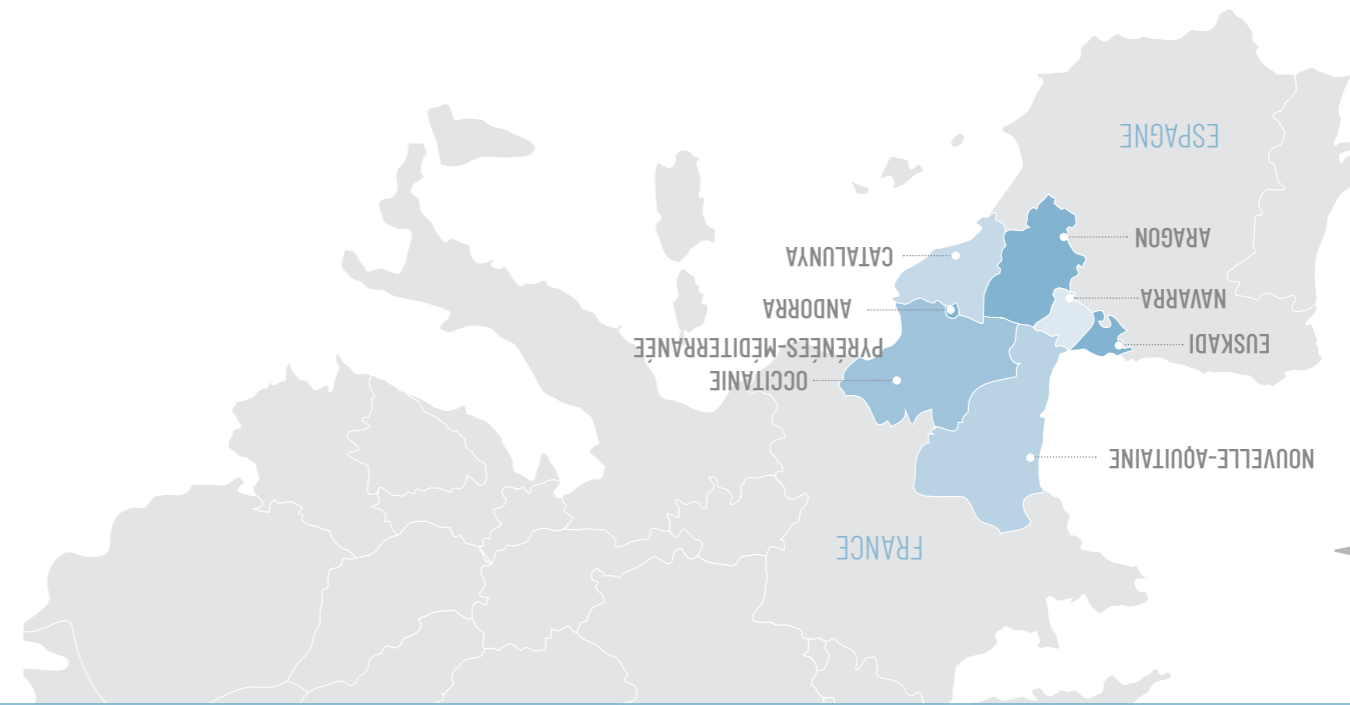 FRANCE
NOUVELLE-AQUITAINE
OCCITANIE
PYRÉNÉES-MÉDITERRANÉE
EUSKADI
ANDORRA
NAVARRA
CATALUNYA
ARAGON
ESPAGNE